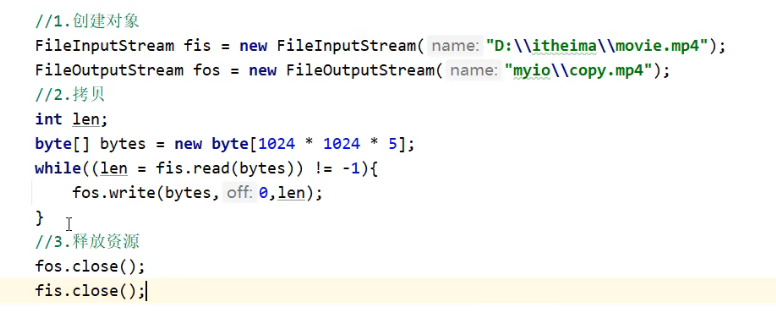 //1.创建对象
FileInputStream fis = new FileInputStream( name: "D:\\itheima\\movie.mp4");
FileOutputStream fos = new FileOutputStream( name: "myio\\copy.mp4");
//2.拷贝
int len;
byte[] bytes = new byte[1024 * 1024 * 5];
while((len = fis.read(bytes)) != -1){
fos.write(bytes, off: 0,len);
}
//3.释放资源
fos.close();
fis.close();